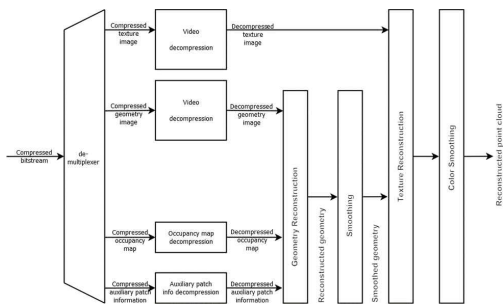 Compressed
bitstream
de-
multiplexer
Compressed
texture
image
Video
decompression
Decompressed
texture
image
Compressed
geometry
image
Video
decompression
Decompressed
geometry
image
Compressed
occupancy
map
Occupancy map
decompression
Decompressed
occupancy
map
Compressed
auxiliary patch
information
Auxiliary patch
info decompression
Decompressed
auxiliary patch
information
Geometry Reconstruction
Reconstructed geometry
Smoothing
Smoothed geometry
Texture Reconstruction
Color Smoothing
Reconstructed point cloud